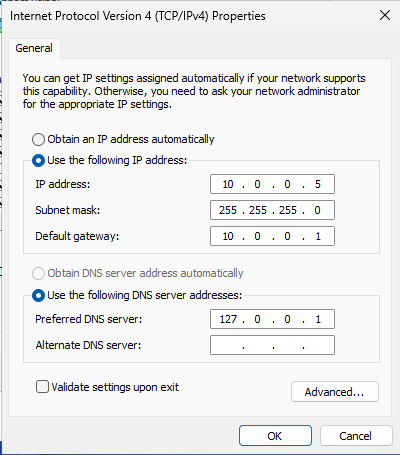 Internet Protocol Version 4 (TCP/IPv4) Properties
General
You can get IP settings assigned automatically if your network supports
this capability. Otherwise, you need to ask your network administrator
for the appropriate IP settings.
Obtain an IP address automatically
Use the following IP address:
IP address: 10 . 0 . 0 . 5
Subnet mask: 255 . 255 . 255 . 0
Default gateway: 10 . 0 . 0 . 1
Obtain DNS server address automatically
Use the following DNS server addresses:
Preferred DNS server: 127 . 0 . 0 . 1
Alternate DNS server: . . .
Validate settings upon exit
Advanced...
OK Cancel